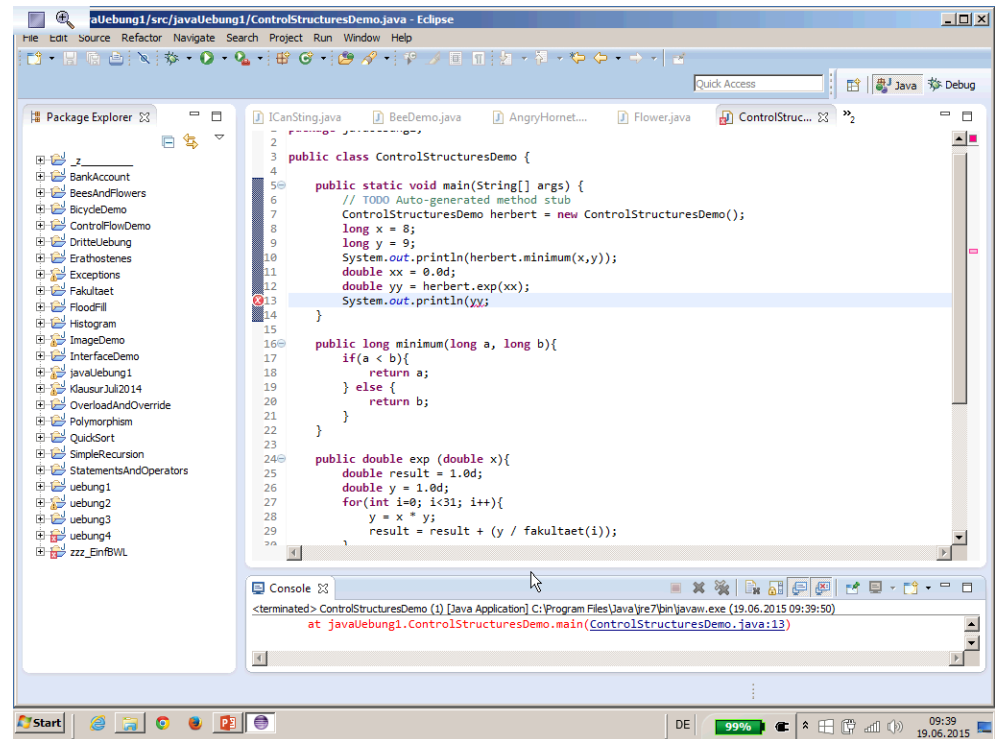 aUebung1/src/javaUebung1/ControlStructuresDemo.java - Eclipse
File Edit Source Refactor Navigate Search Project Run Window Help
Quick Access
Java
Debug
Package Explorer
_z_________
BankAccount
BeesAndFlowers
BicycleDemo
ControlFlowDemo
DritteUebung
Erathostenes
Exceptions
Fakultaet
FloodFill
Histogram
ImageDemo
InterfaceDemo
javaUebung1
KlausurJuli2014
OverloadAndOverride
Polymorphism
QuickSort
SimpleRecursion
StatementsAndOperators
uebung1
uebung2
uebung3
uebung4
zzz_EinfBWL
ICanSting.java BeeDemo.java AngryHornet.... Flower.java ControlStruc... »2
2
3 public class ControlStructuresDemo {
4
5 public static void main(String[] args) {
6 // TODO Auto-generated method stub
7 ControlStructuresDemo herbert = new ControlStructuresDemo();
8 long x = 8;
9 long y = 9;
10 System.out.println(herbert.minimum(x,y));
11 double xx = 0.0d;
12 double yy = herbert.exp(xx);
13 System.out.println(yy;
14 }
15
16 public long minimum(long a, long b){
17 if(a < b){
18 return a;
19 } else {
20 return b;
21 }
22 }
23
24 public double exp (double x){
25 double result = 1.0d;
26 double y = 1.0d;
27 for(int i=0; i<31; i++){
28 y = x * y;
29 result = result + (y / fakultaet(i));
30 }
Console
<terminated> ControlStructuresDemo (1) [Java Application] C:\Program Files\Java\jre7\bin\javaw.exe (19.06.2015 09:39:50)
at javaUebung1.ControlStructuresDemo.main(ControlStructuresDemo.java:13)
Start
DE
99%
09:39
19.06.2015